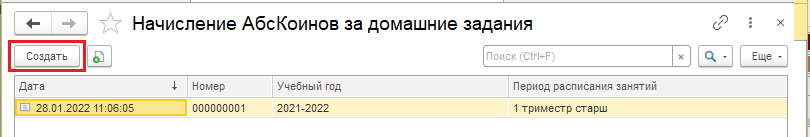 Начисление АбсКоинов за домашние задания
Создать
Поиск (Ctrl+F)
Еще
Дата Номер Учебный год Период расписания занятий
28.01.2022 11:06:05 000000001 2021-2022 1 триместр старш